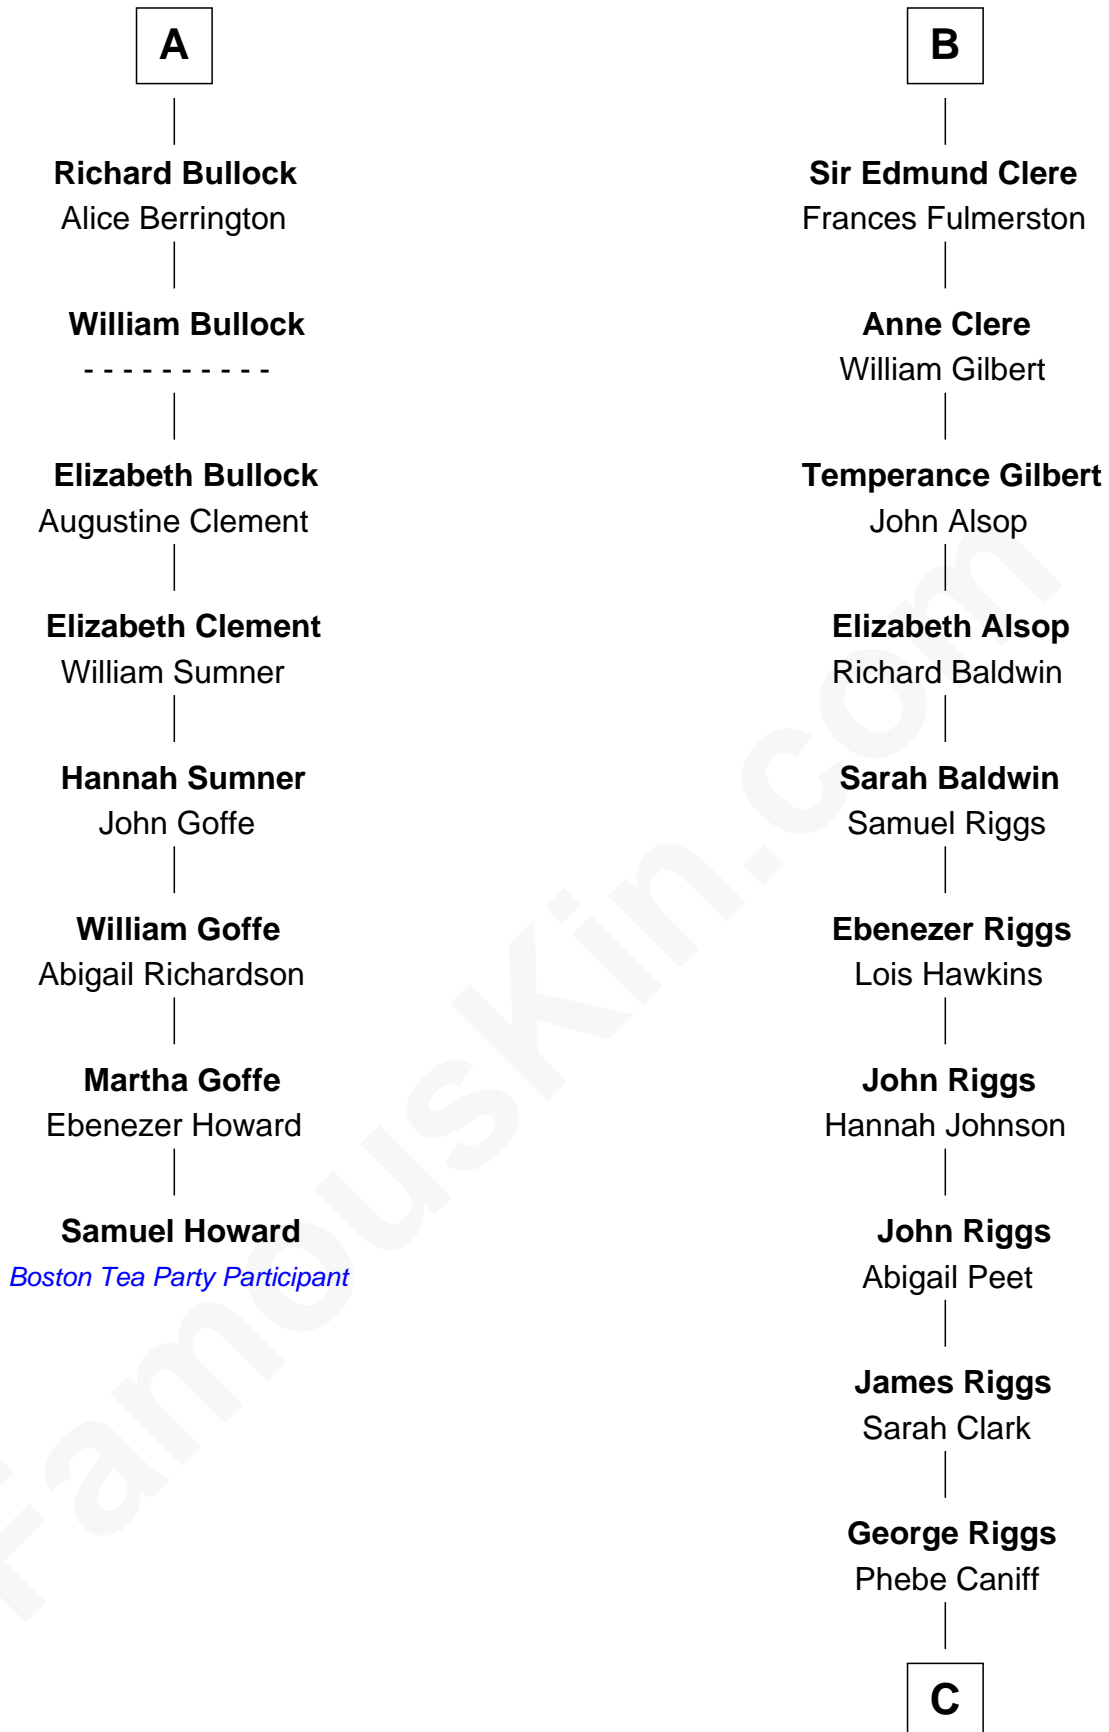 A
Richard Bullock
Alice Berrington
William Bullock
- - - - - - - - - -
Elizabeth Bullock
Augustine Clement
Elizabeth Clement
William Sumner
Hannah Sumner
John Goffe
William Goffe
Abigail Richardson
Martha Goffe
Ebenezer Howard
Samuel Howard
Boston Tea Party Participant
B
Sir Edmund Clere
Frances Fulmerston
Anne Clere
William Gilbert
Temperance Gilbert
John Alsop
Elizabeth Alsop
Richard Baldwin
Sarah Baldwin
Samuel Riggs
Ebenezer Riggs
Lois Hawkins
John Riggs
Hannah Johnson
John Riggs
Abigail Peet
James Riggs
Sarah Clark
George Riggs
Phebe Caniff
C
FamousKin.com